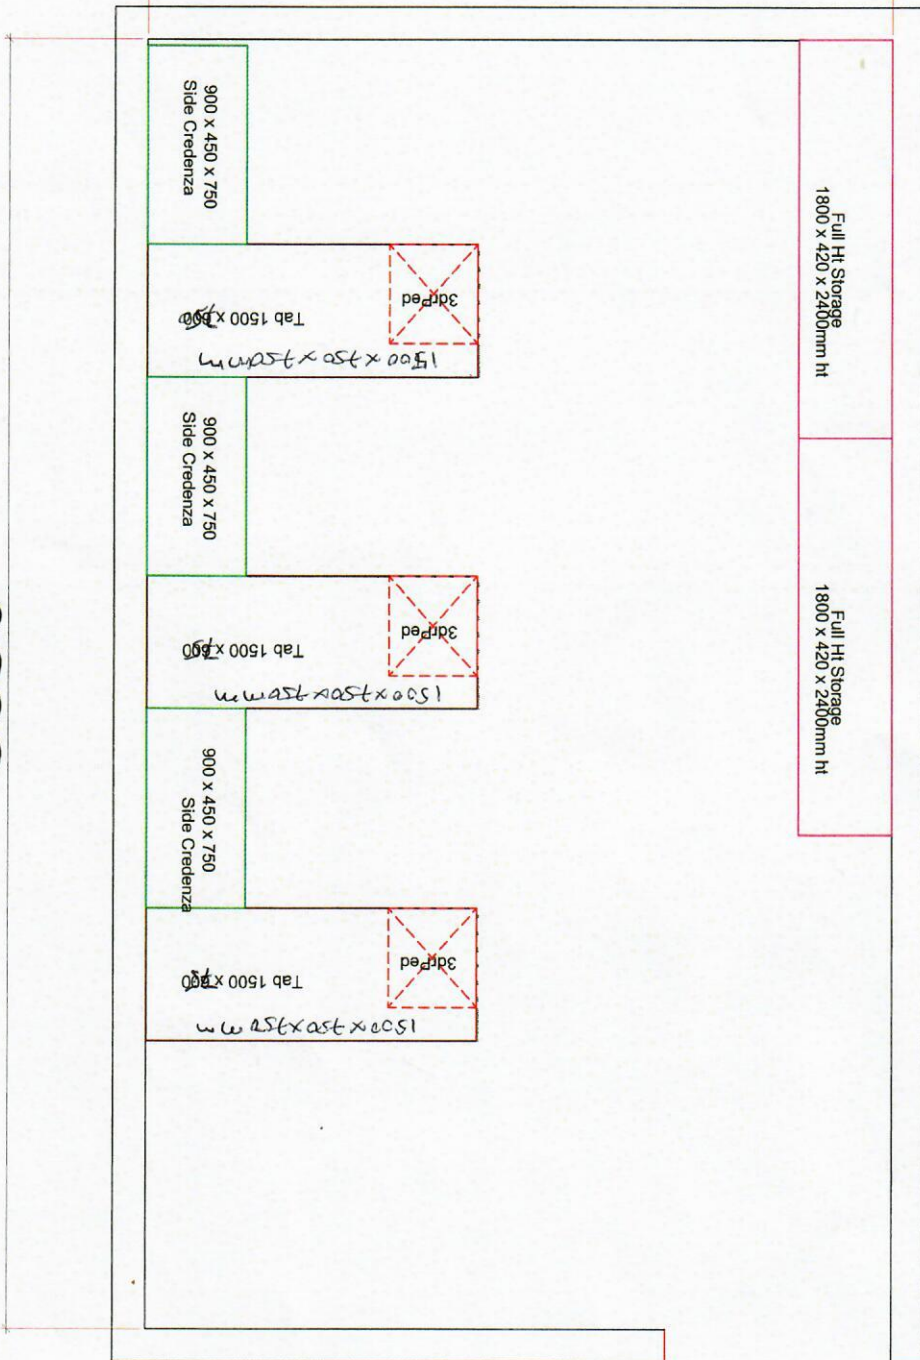 900 x 450 x 750
Side Credenza
3drPed
Tab 1500 x 750
1500 x 750 x 750mm
900 x 450 x 750
Side Credenza
3drPed
Tab 1500 x 750
1500 x 750 x 750mm
900 x 450 x 750
Side Credenza
3drPed
Tab 1500 x 750
1500 x 750 x 750mm
Full Ht Storage
1800 x 420 x 2400mm ht
Full Ht Storage
1800 x 420 x 2400mm ht